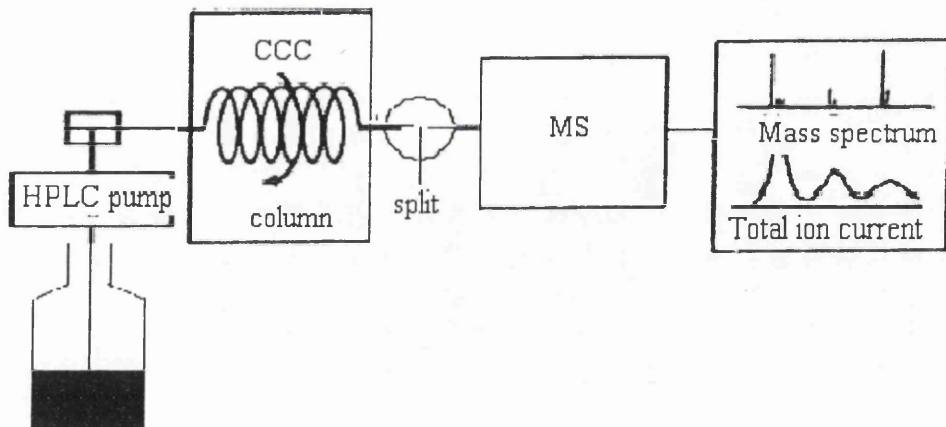 CCC
HPLC pump
column
split
MS
Mass spectrum
Total ion current